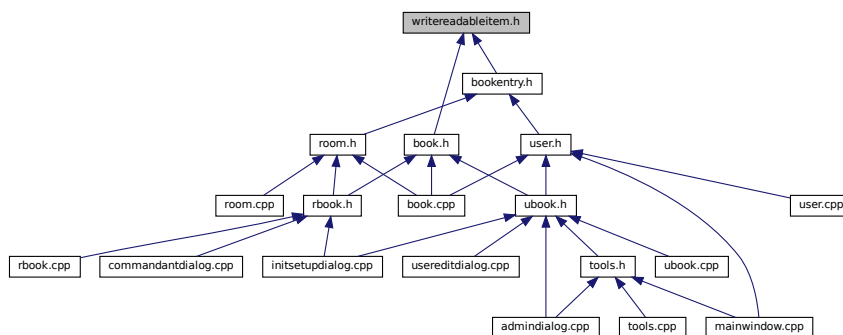 writereadableitem.h
bookentry.h
room.h
book.h
user.h
room.cpp
rbook.h
book.cpp
ubook.h
user.cpp
rbook.cpp
commandantdialog.cpp
initsetupdialog.cpp
usereditdialog.cpp
tools.h
ubook.cpp
admindialog.cpp
tools.cpp
mainwindow.cpp